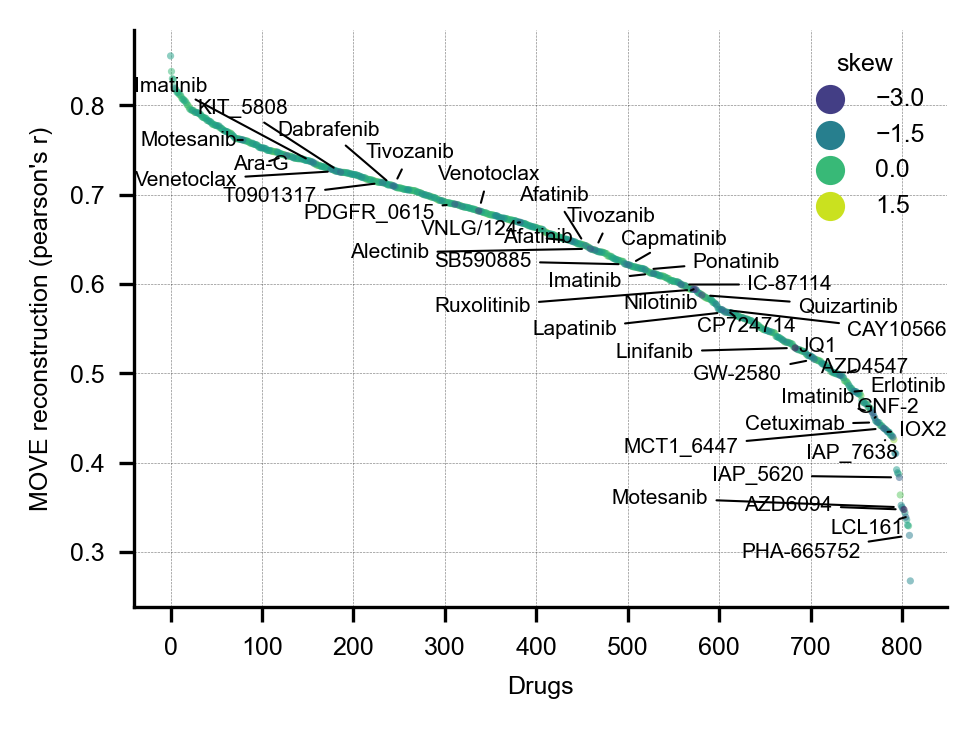 skew
−3.0
−1.5
0.0
1.5
MOVE reconstruction (pearson's r)
0.8
0.7
0.6
0.5
0.4
0.3
Imatinib
KIT_5808
Motesanib
Dabrafenib
Ara-G
Tivozanib
Venetoclax
Venotoclax
T0901317
Afatinib
PDGFR_0615
Tivozanib
VNLG/124
Afatinib
Capmatinib
Alectinib
SB590885
Ponatinib
Imatinib
IC-87114
Ruxolitinib
Nilotinib
Quizartinib
Lapatinib
CP724714
CAY10566
Linifanib
JQ1
GW-2580
AZD4547
Imatinib
Erlotinib
GNF-2
Cetuximab
IOX2
MCT1_6447
IAP_7638
IAP_5620
Motesanib
AZD6094
LCL161
PHA-665752
0 100 200 300 400 500 600 700 800
Drugs